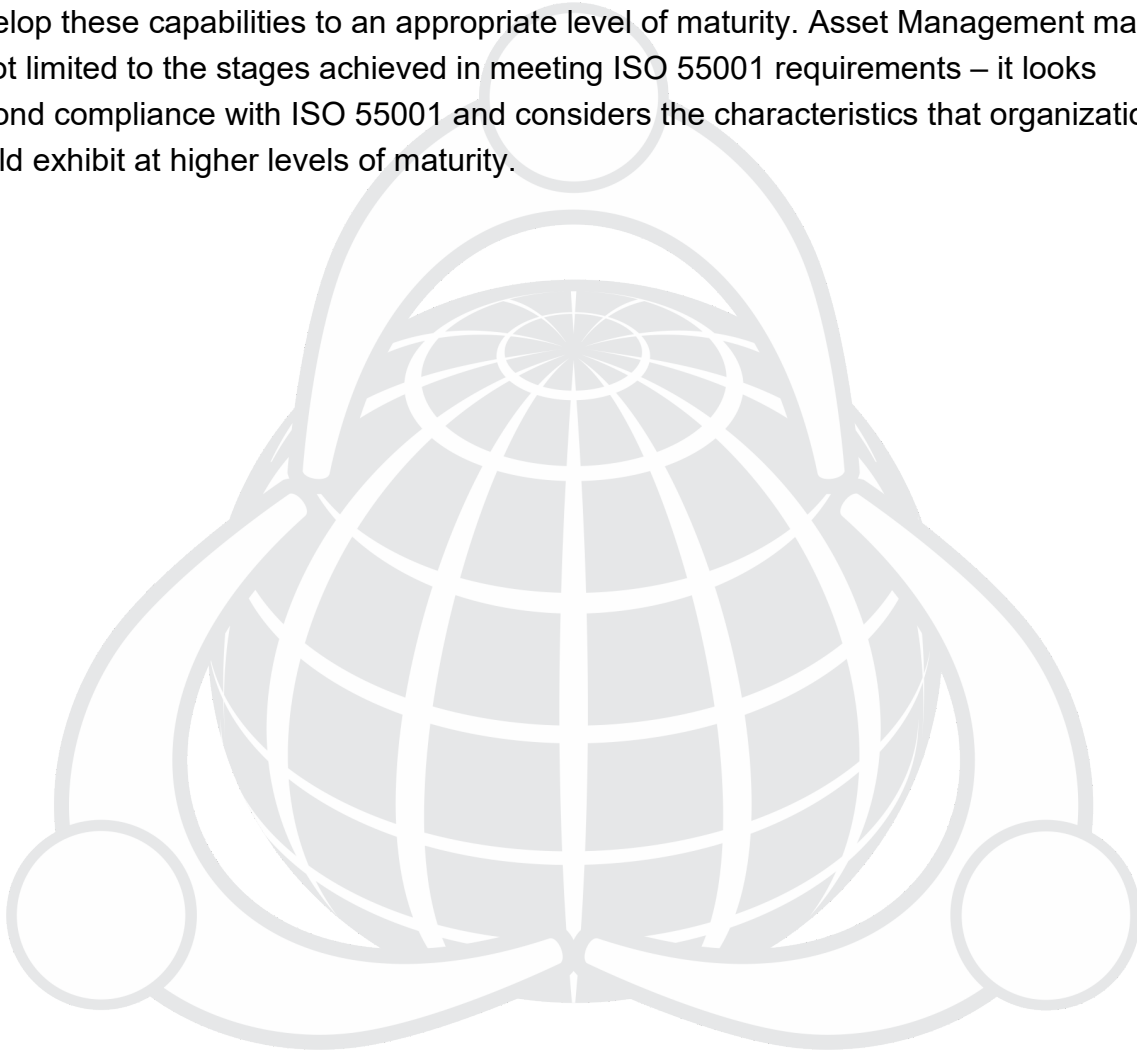 elop these capabilities to an appropriate level of maturity. Asset Management ma
ot limited to the stages achieved in meeting ISO 55001 requirements – it looks
ond compliance with ISO 55001 and considers the characteristics that organizatio
ld exhibit at higher levels of maturity.